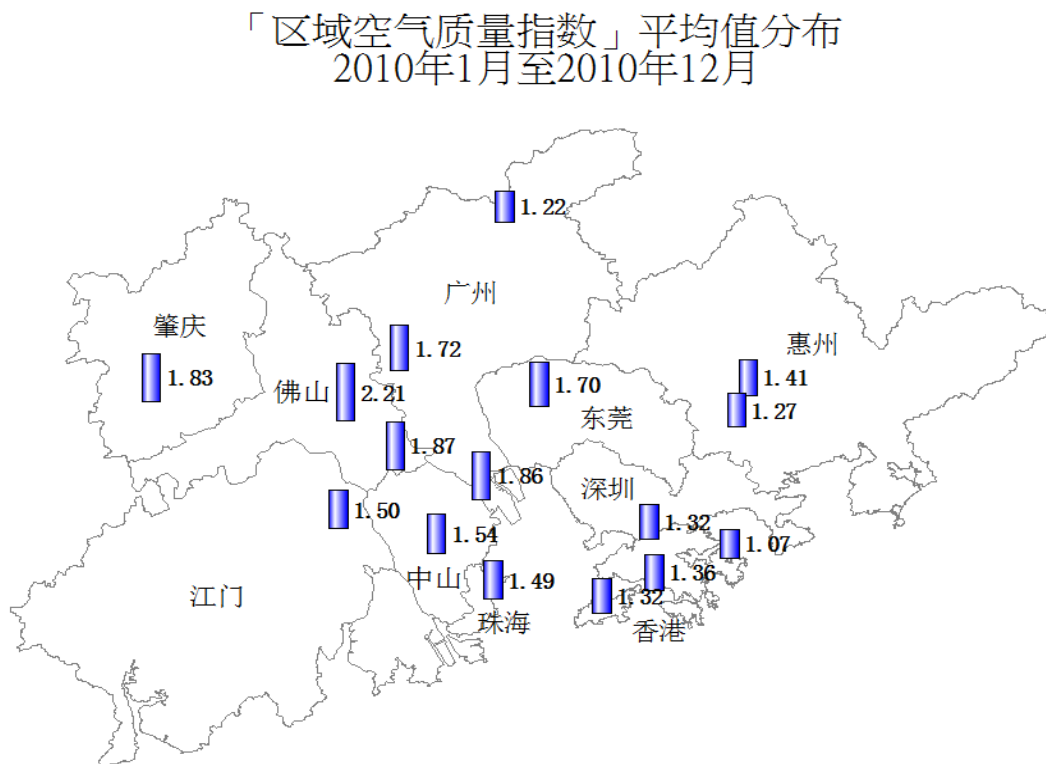 「区域空气质量指数」平均值分布
2010年1月至2010年12月
1.22
广州
肇庆
1.72
惠州
1.83
佛山
2.21
1.70
1.41
1.27
东莞
1.87
1.86
深圳
1.50
1.54
1.32
1.07
中山
1.49
1.36
1.32
江门
珠海
香港